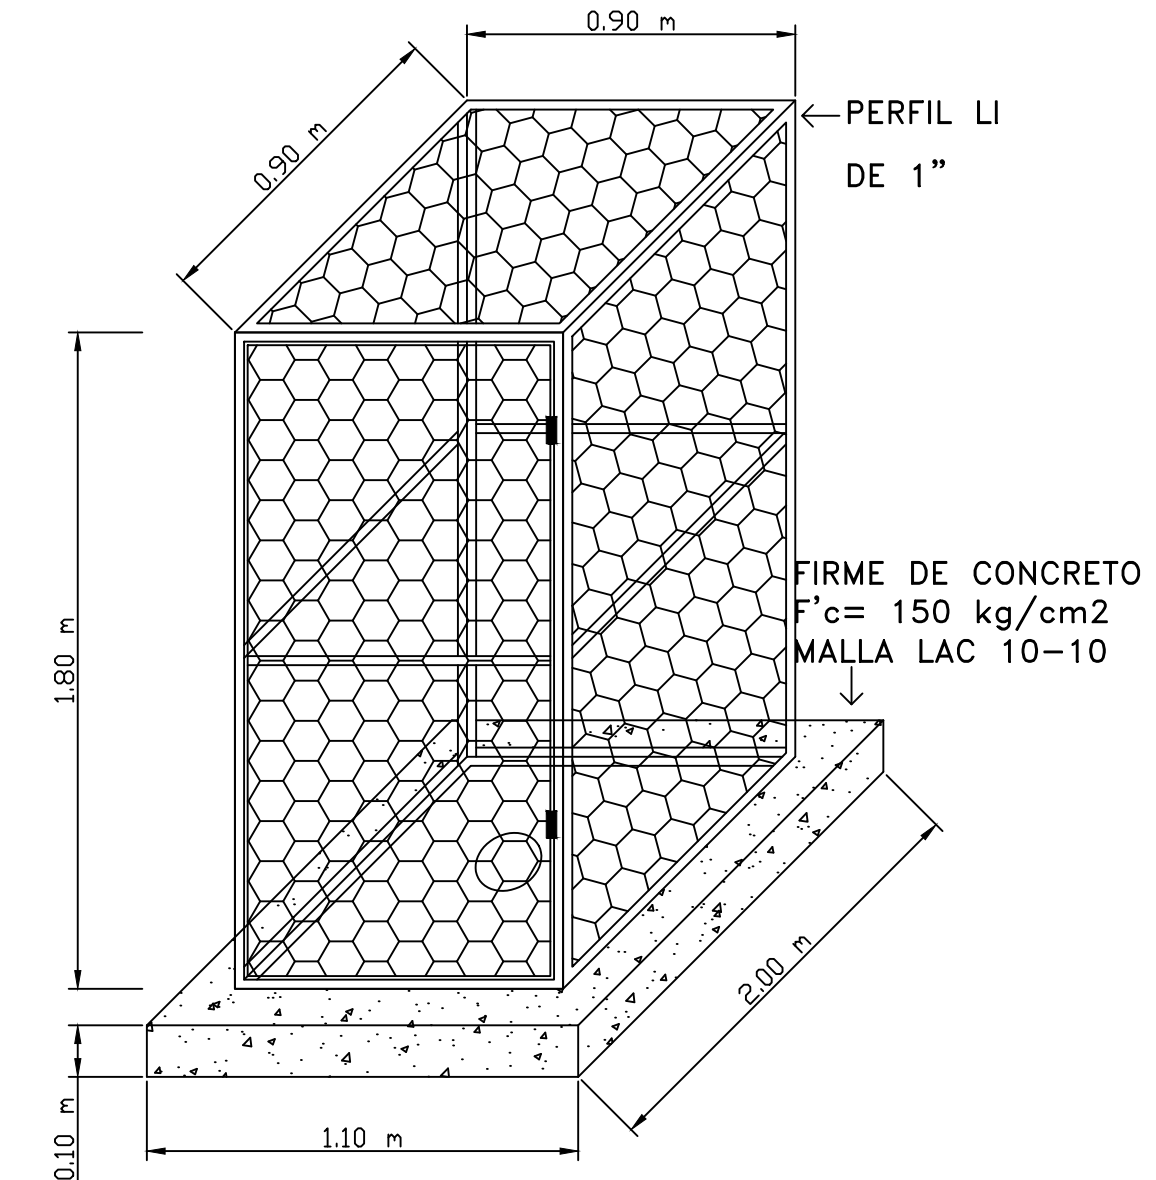 0.90 m
0.90 m
PERFIL LI
DE 1”
1.80 m
FIRME DE CONCRETO
F'c= 150 kg/cm2
MALLA LAC 10-10
2.00 m
0.10 m
1.10 m